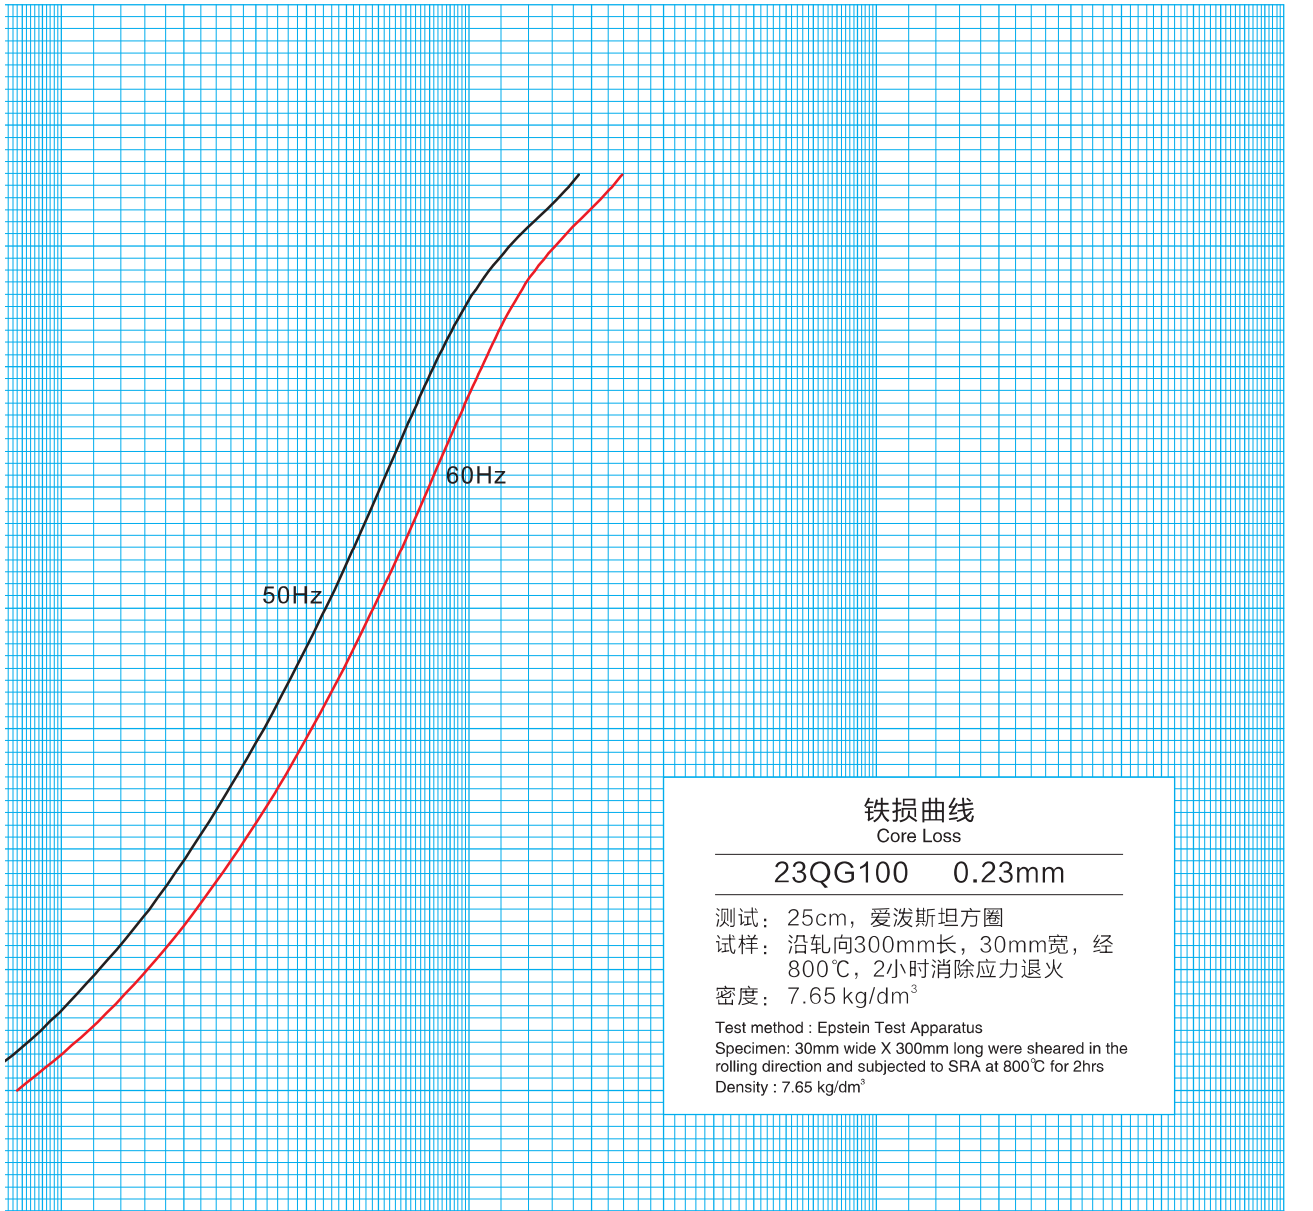 60Hz
50Hz
铁损曲线
Core Loss
23QG100 0.23mm
测试: 25cm, 爱泼斯坦方圈
试样: 沿轧向300mm长, 30mm宽, 经
800℃, 2小时消除应力退火
密度: 7.65 kg/dm³
Test method : Epstein Test Apparatus
Specimen: 30mm wide X 300mm long were sheared in the
rolling direction and subjected to SRA at 800℃ for 2hrs
Density : 7.65 kg/dm³